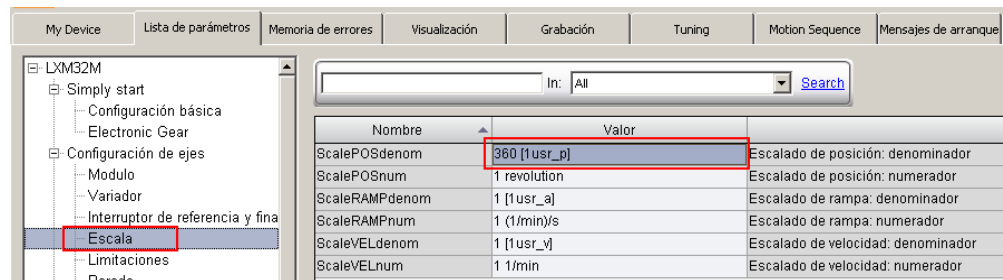 My Device Lista de parámetros Memoria de errores Visualización Grabación Tuning Motion Sequence Mensajes de arranque
LXM32M
Simply start
Configuración básica
Electronic Gear
Configuración de ejes
Modulo
Variador
Interruptor de referencia y fina
Escala
Limitaciones
In: All Search
Nombre Valor
ScalePOSdenom 360 [1usr_p] Escalado de posición: denominador
ScalePOSnum 1 revolution Escalado de posición: numerador
ScaleRAMPdenom 1 [1usr_a] Escalado de rampa: denominador
ScaleRAMPnum 1 (1/min)/s Escalado de rampa: numerador
ScaleVELdenom 1 [1usr_v] Escalado de velocidad: denominador
ScaleVELnum 1 1/min Escalado de velocidad: numerador